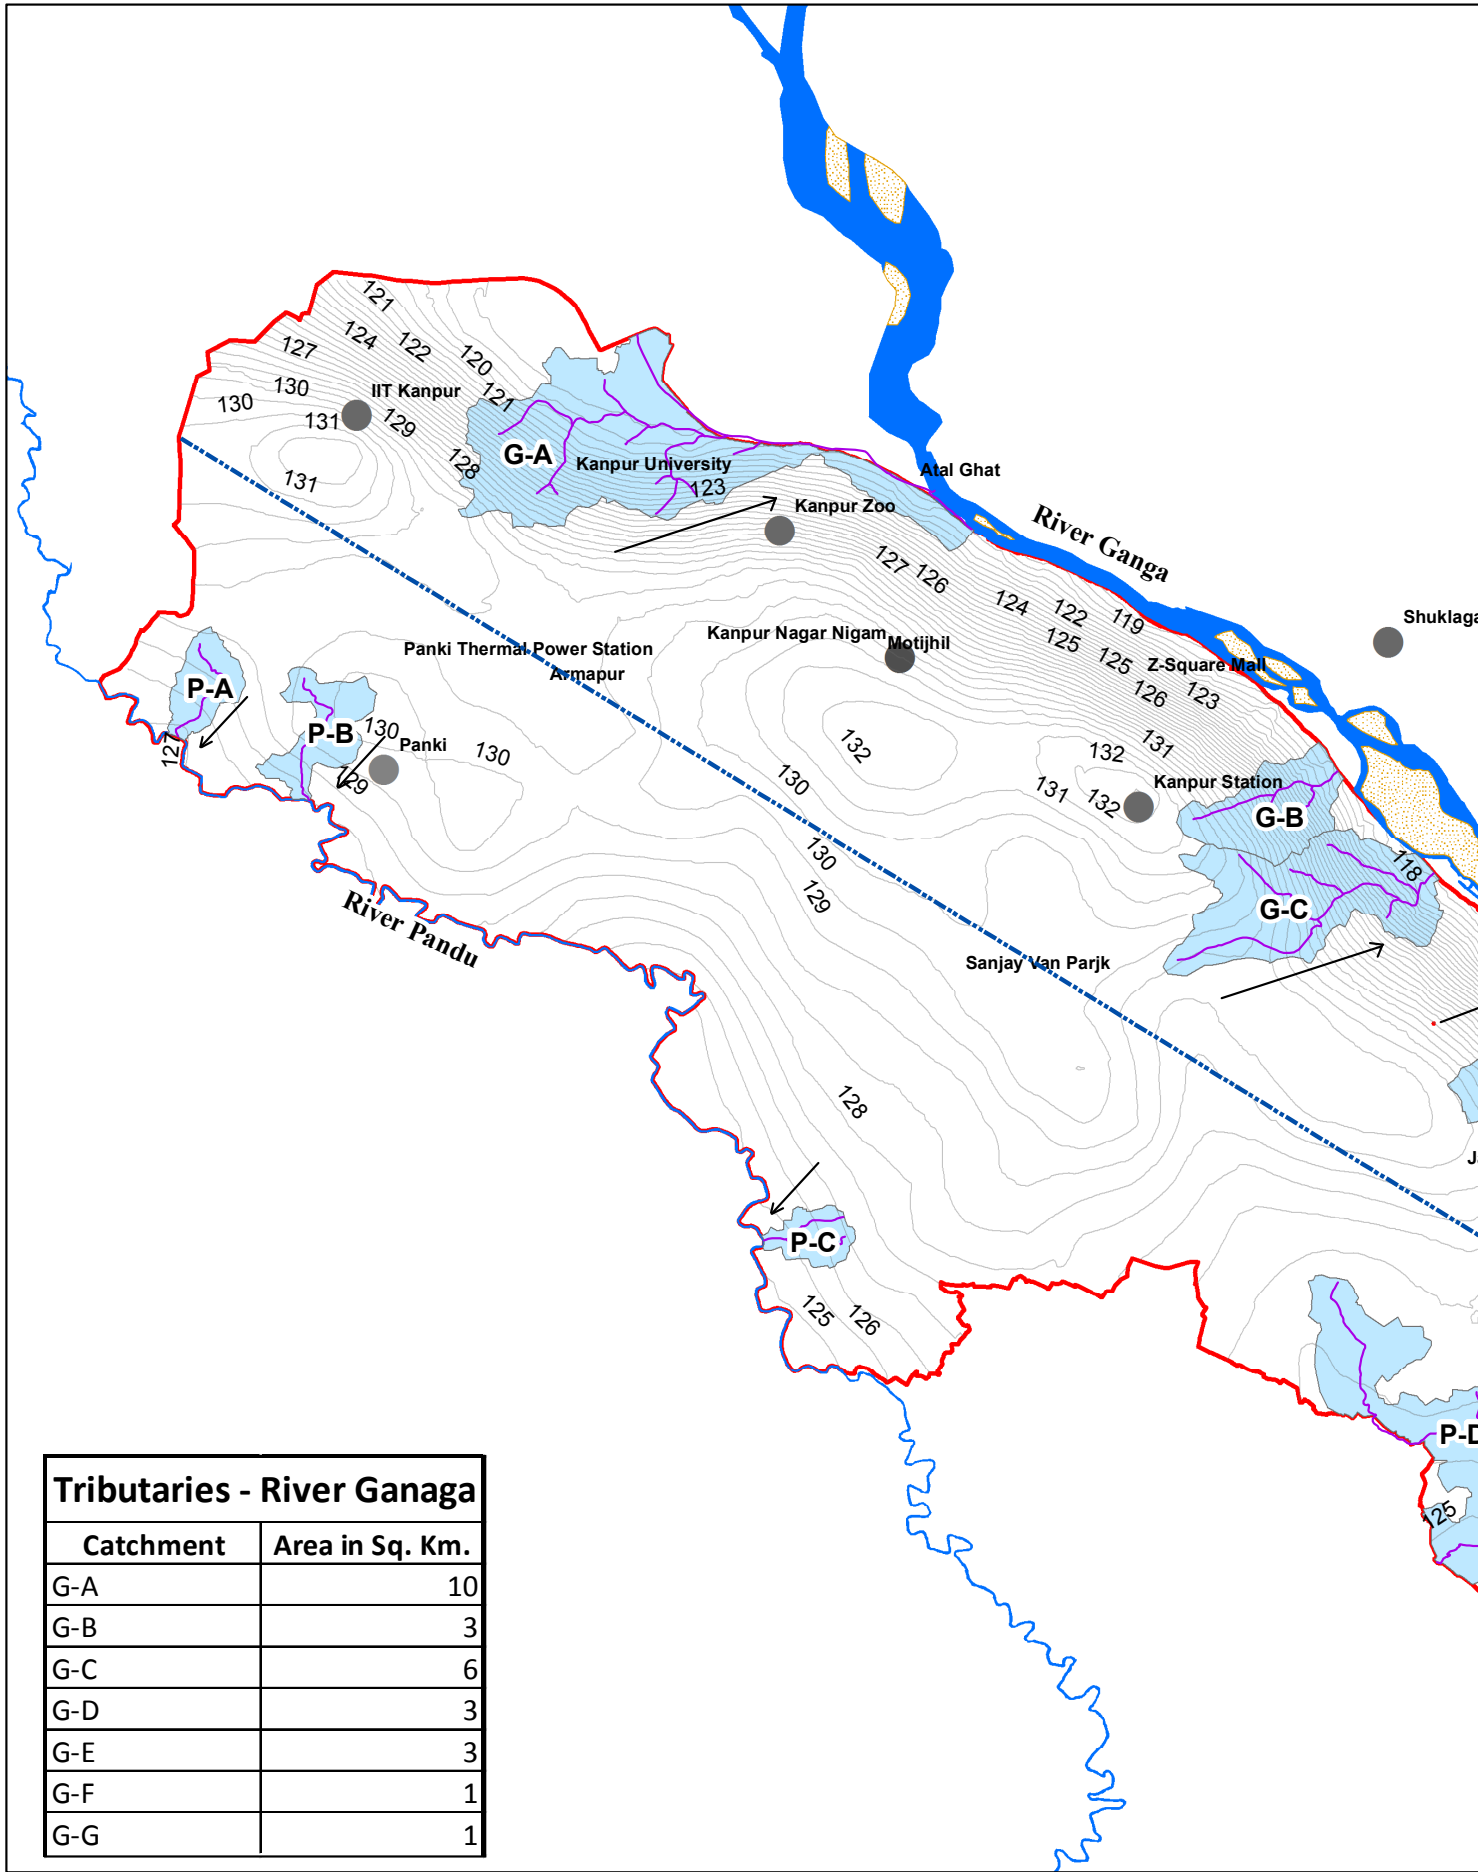 121
124
122
127
120
130
130
IIT Kanpur
121
131
129
G-A
128
Kanpur University
131
123
Atal Ghat
Kanpur Zoo
River Ganga
127
126
124
122
119
Shuklaga
Kanpur Nagar Nigam
Motijhil
125
Panki Thermal Power Station
Armapur
125
Z-Square Mall
126
123
P-A
P-B
130
127
Panki
130
129
132
132
131
130
131
132
Kanpur Station
G-B
130
118
129
G-C
River Pandu
Sanjay Van Parjk
128
J
P-C
125
126
P-D
125
Tributaries - River Ganaga
Catchment Area in Sq. Km.
G-A 10
G-B 3
G-C 6
G-D 3
G-E 3
G-F 1
G-G 1